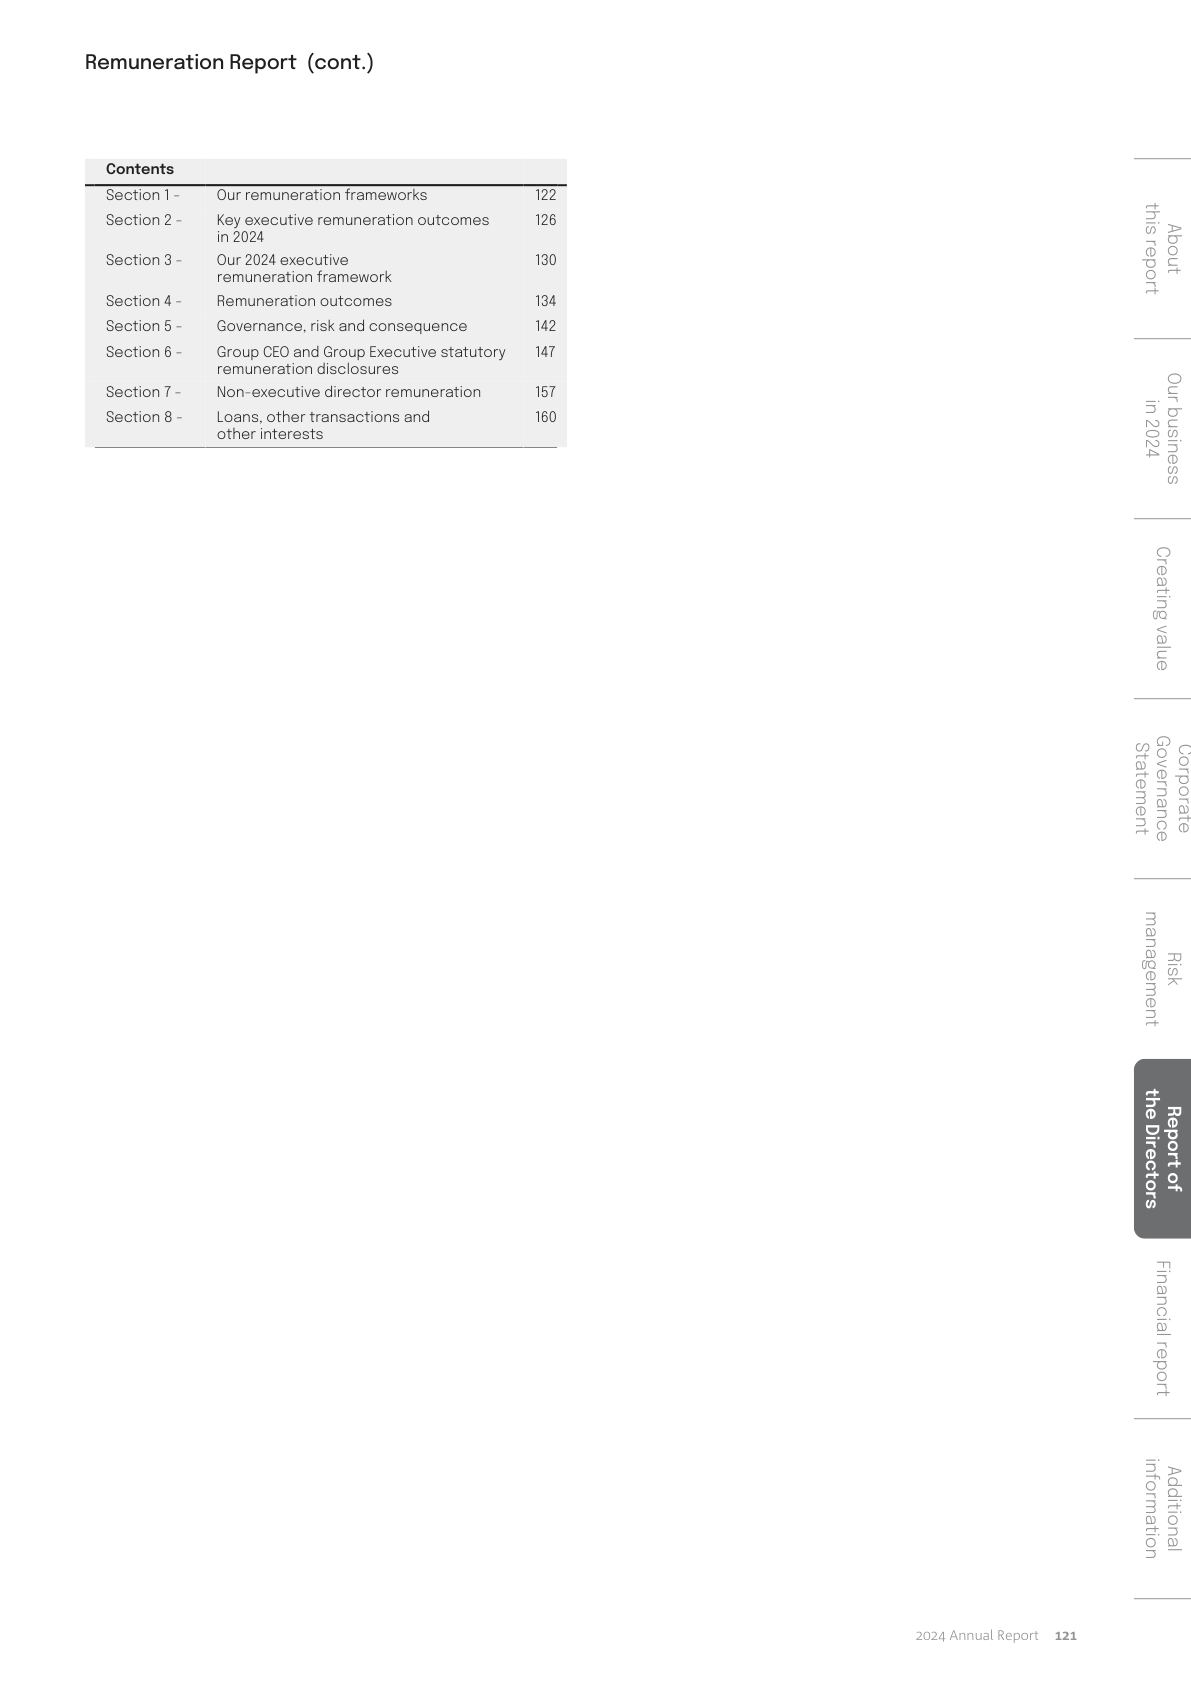 Remuneration Report (cont.)
Contents
Section 1 - Our remuneration frameworks 122
Section 2 - Key executive remuneration outcomes 126
in 2024
Section 3 - Our 2024 executive 130
remuneration framework
Section 4 - Remuneration outcomes 134
Section 5 - Governance, risk and consequence 142
Section 6 - Group CEO and Group Executive statutory 147
remuneration disclosures
Section 7 - Non-executive director remuneration 157
Section 8 - Loans, other transactions and 160
other interests
About
this report
Our business
in 2024
Creating value
Corporate
Governance
Statement
Risk
management
Report of
the Directors
Financial report
Additional
information
2024 Annual Report 121